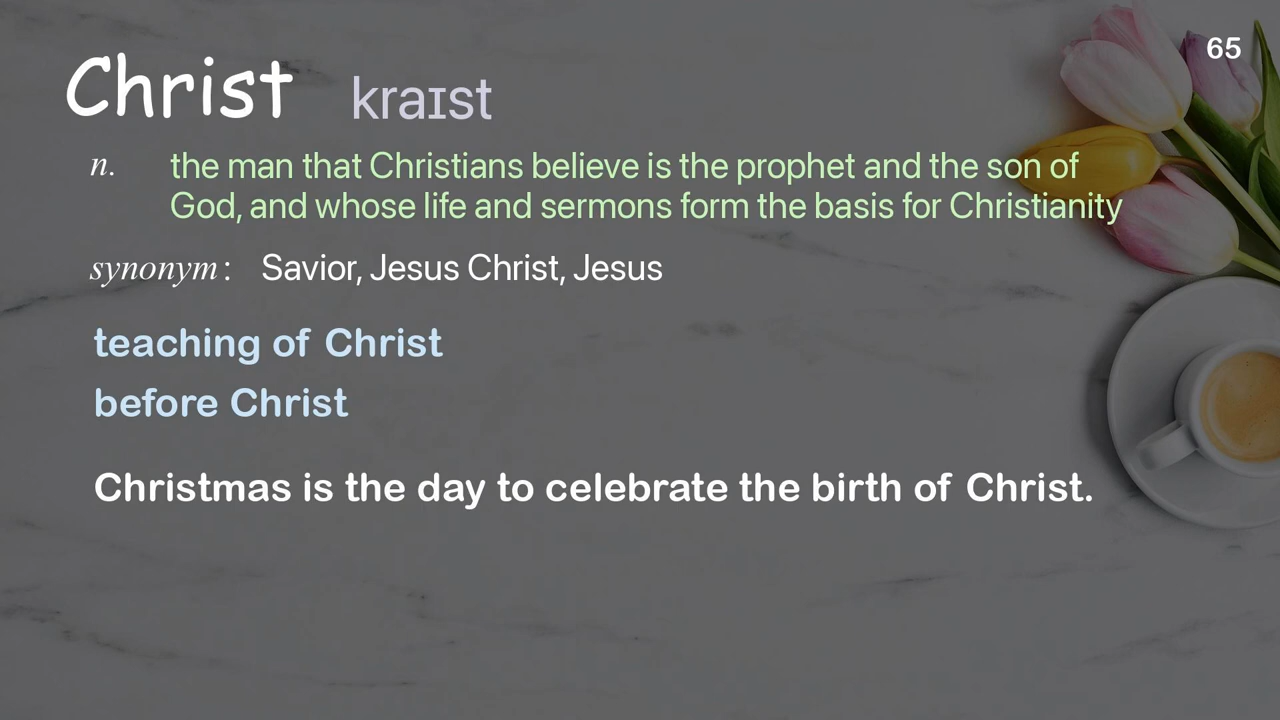 65
Christ kraɪst
n. the man that Christians believe is the prophet and the son of
God, and whose life and sermons form the basis for Christianity
synonym: Savior, Jesus Christ, Jesus
teaching of Christ
before Christ
Christmas is the day to celebrate the birth of Christ.